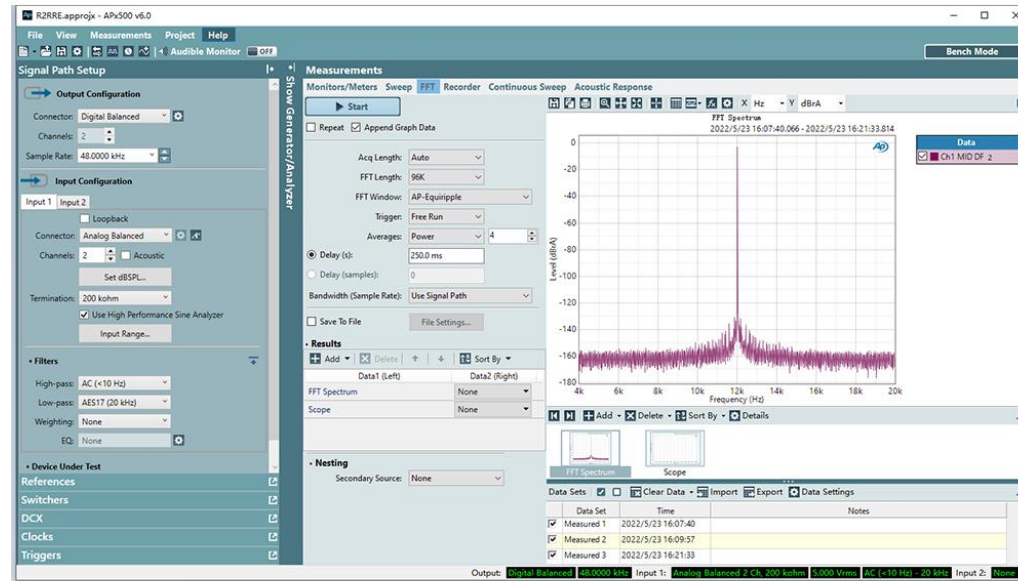 R2RRE.approjx - APx500 v6.0
File View Measurements Project Help
Audible Monitor OFF
Bench Mode
Signal Path Setup
Output Configuration
Connector: Digital Balanced
Channels: 2
Sample Rate: 48.0000 kHz
Input Configuration
Input 1 Input 2
Loopback
Connector: Analog Balanced
Channels: 2 Acoustic
Set dBSPL...
Termination: 200 kohm
Use High Performance Sine Analyzer
Input Range...
Filters
High-pass: AC (<10 Hz)
Low-pass: AES17 (20 kHz)
Weighting: None
EQ: None
Device Under Test
References
Switchers
DCX
Clocks
Triggers
Show Generator/Analyzer
Measurements
Monitors/Meters Sweep FFT Recorder Continuous Sweep Acoustic Response
Start
Repeat Append Graph Data
Acq Length: Auto
FFT Length: 96K
FFT Window: AP-Equiripple
Trigger: Free Run
Averages: Power 4
Delay (s): 250.0 ms
Delay (samples): 0
Bandwidth (Sample Rate): Use Signal Path
Save To File File Settings...
Results
Add Delete Sort By
Data1 (Left) Data2 (Right)
FFT Spectrum None
Scope None
Nesting
Secondary Source: None
X Hz Y dBrA
FFT Spectrum
2022/5/23 16:07:40.066 - 2022/5/23 16:21:33.814
AP
Data
Ch1 MID DF 2
Level (dBrA)
0
-20
-40
-60
-80
-100
-120
-140
-160
-180
4k 6k 8k 10k 12k 14k 16k 18k 20k
Frequency (Hz)
Add Delete Sort By Details
FFT Spectrum Scope
Data Sets Clear Data Import Export Data Settings
Data Set Time Notes
Measured 1 2022/5/23 16:07:40
Measured 2 2022/5/23 16:09:57
Measured 3 2022/5/23 16:21:33
Output: Digital Balanced 48.0000 kHz Input 1: Analog Balanced 2 Ch, 200 kohm 5.000 Vrms AC (<10 Hz) - 20 kHz Input 2: None